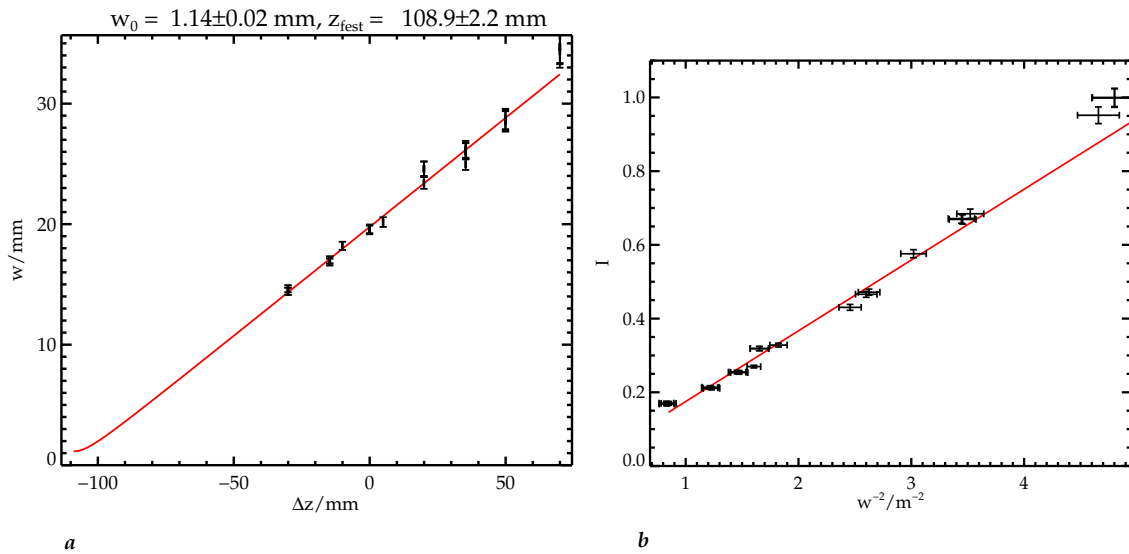 w₀ = 1.14±0.02 mm, z_fest = 108.9±2.2 mm
w/mm
30
20
10
0
−100 −50 0 50
Δz/mm
a
I
1.0
0.8
0.6
0.4
0.2
0.0
1 2 3 4
w⁻²/m⁻²
b